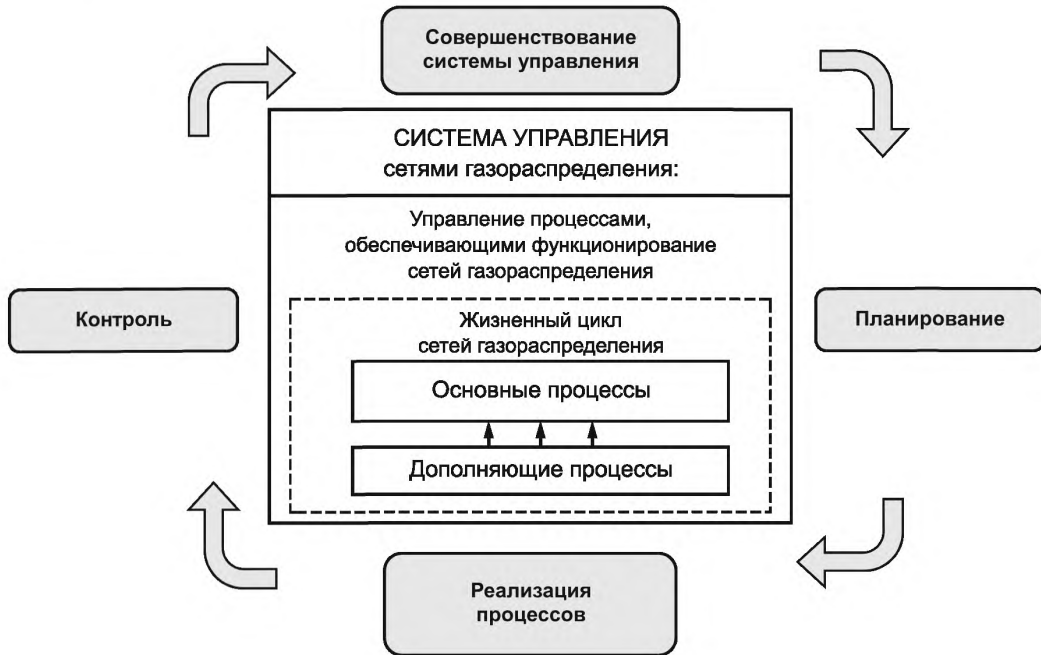 Совершенствование
системы управления
СИСТЕМА УПРАВЛЕНИЯ
сетями газораспределения:
Управление процессами,
обеспечивающими функционирование
сетей газораспределения
Контроль
Планирование
Жизненный цикл
сетей газораспределения
Основные процессы
Дополняющие процессы
Реализация
процессов